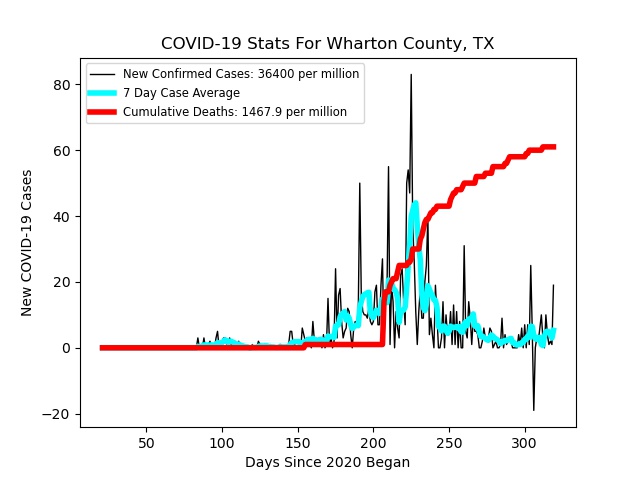 COVID-19 Stats For Wharton County, TX
New Confirmed Cases: 36400 per million
7 Day Case Average
Cumulative Deaths: 1467.9 per million
New COVID-19 Cases
80
60
40
20
0
−20
50 100 150 200 250 300
Days Since 2020 Began